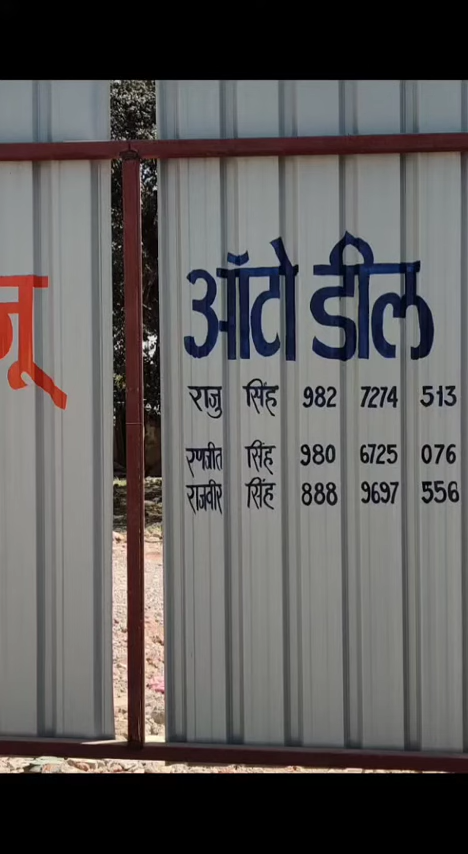 जू
ऑटो डील
राजु सिंह 982 7274 513
रणजीत सिंह 980 6725 076
राजवीर सिंह 888 9697 556